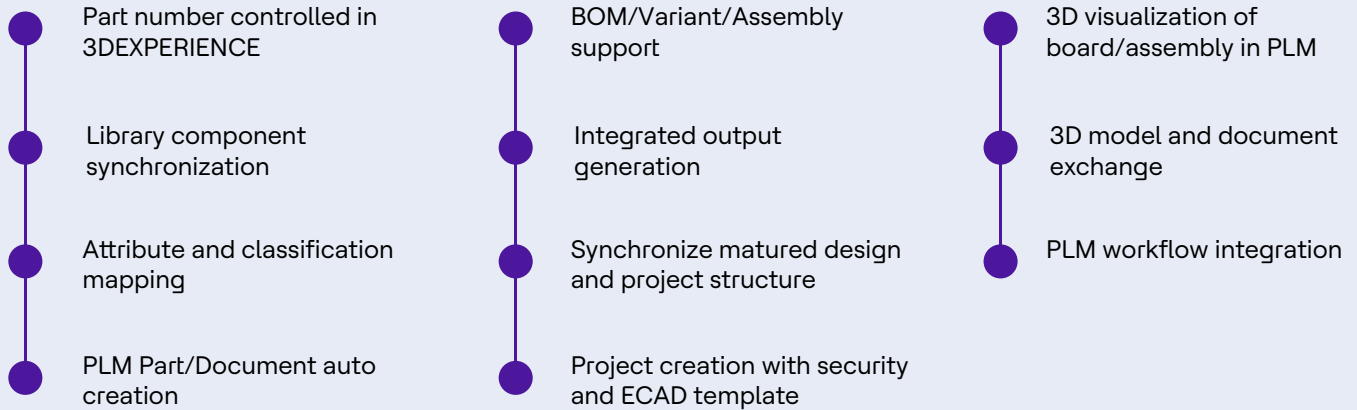 Part number controlled in
3DEXPERIENCE
Library component
synchronization
Attribute and classification
mapping
PLM Part/Document auto
creation
BOM/Variant/Assembly
support
Integrated output
generation
Synchronize matured design
and project structure
Project creation with security
and ECAD template
3D visualization of
board/assembly in PLM
3D model and document
exchange
PLM workflow integration